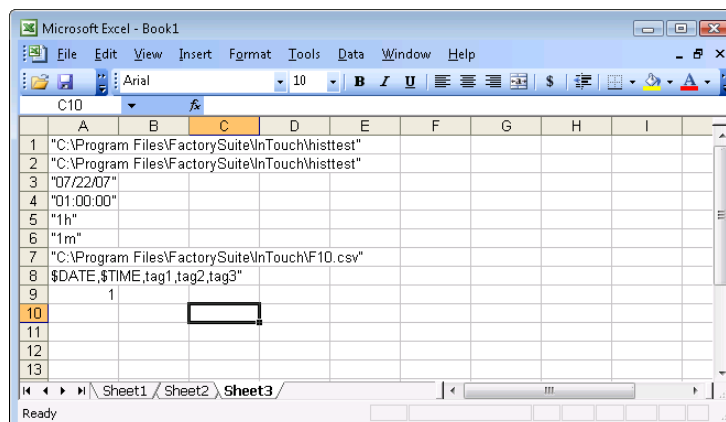 Microsoft Excel - Book1
File Edit View Insert Format Tools Data Window Help
Arial 10 B I U $ A
C10 fx
A B C D E F G H I
1 "C:\Program Files\FactorySuite\InTouch\histtest"
2 "C:\Program Files\FactorySuite\InTouch\histtest"
3 "07/22/07"
4 "01:00:00"
5 "1h"
6 "1m"
7 "C:\Program Files\FactorySuite\InTouch\F10.csv"
8 $DATE,$TIME,tag1,tag2,tag3"
9 1
10
11
12
13
Sheet1 Sheet2 Sheet3
Ready